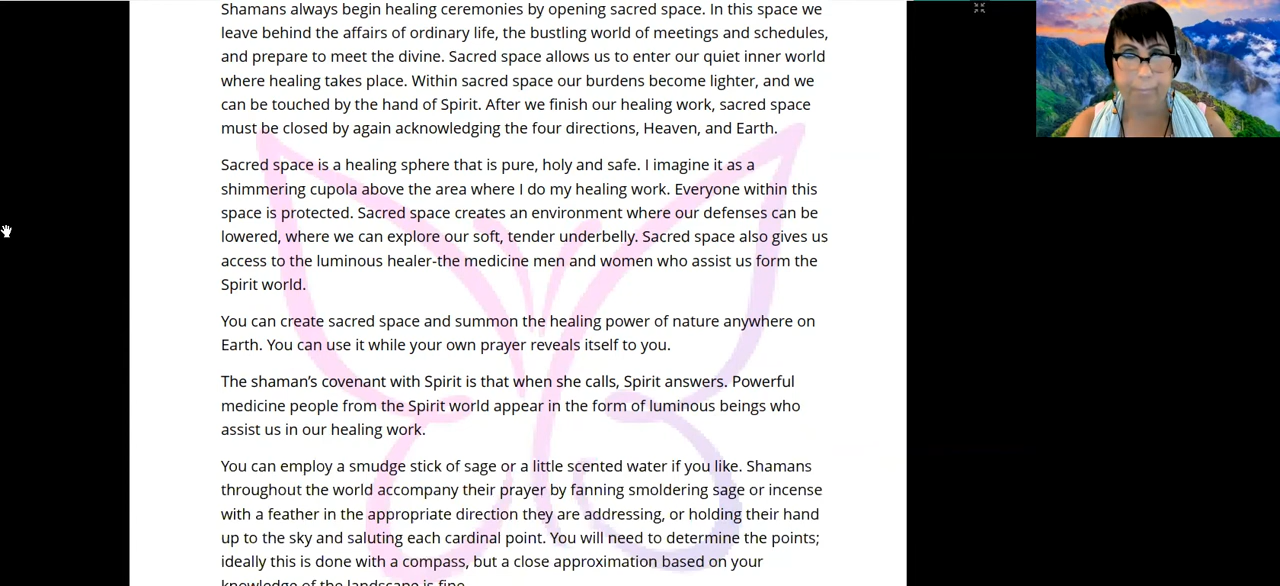 Shamans always begin healing ceremonies by opening sacred space. In this space we
leave behind the affairs of ordinary life, the bustling world of meetings and schedules,
and prepare to meet the divine. Sacred space allows us to enter our quiet inner world
where healing takes place. Within sacred space our burdens become lighter, and we
can be touched by the hand of Spirit. After we finish our healing work, sacred space
must be closed by again acknowledging the four directions, Heaven, and Earth.
Sacred space is a healing sphere that is pure, holy and safe. I imagine it as a
shimmering cupola above the area where I do my healing work. Everyone within this
space is protected. Sacred space creates an environment where our defenses can be
lowered, where we can explore our soft, tender underbelly. Sacred space also gives us
access to the luminous healer-the medicine men and women who assist us form the
Spirit world.
You can create sacred space and summon the healing power of nature anywhere on
Earth. You can use it while your own prayer reveals itself to you.
The shaman’s covenant with Spirit is that when she calls, Spirit answers. Powerful
medicine people from the Spirit world appear in the form of luminous beings who
assist us in our healing work.
You can employ a smudge stick of sage or a little scented water if you like. Shamans
throughout the world accompany their prayer by fanning smoldering sage or incense
with a feather in the appropriate direction they are addressing, or holding their hand
up to the sky and saluting each cardinal point. You will need to determine the points;
ideally this is done with a compass, but a close approximation based on your
knowledge of the landscape is fine.